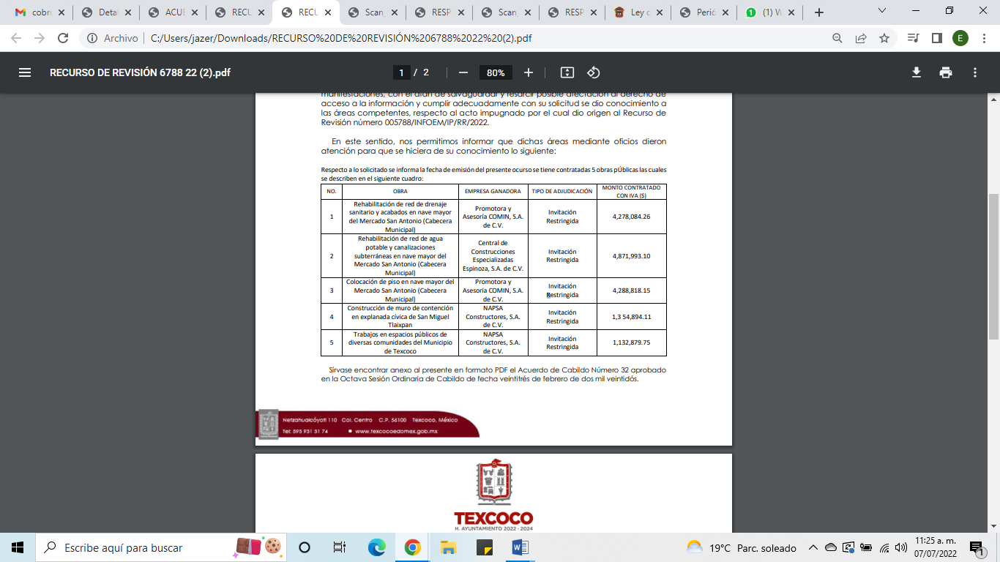 cobro
Detal
ACUE
RECU
RECU
Scan_
RESP
Scan_
RESP
Ley d
Perió
(1) W
Archivo
C:/Users/jazer/Downloads/RECURSO%20DE%20REVISIÓN%206788%2022%20(2).pdf
E
RECURSO DE REVISIÓN 6788 22 (2).pdf
1 / 2
80%
manifestaciones, con el afán de salvaguardar y resarcir posible afectación al derecho de
acceso a la información y cumplir adecuadamente con su solicitud se dio conocimiento a
las áreas competentes, respecto al acto impugnado por el cual dio origen al Recurso de
Revisión número 005788/INFOEM/IP/RR/2022.
En este sentido, nos permitimos informar que dichas áreas mediante oficios dieron
atención para que se hiciera de su conocimiento lo siguiente:
Respecto a lo solicitado se informa la fecha de emisión del presente ocurso se tiene contratadas 5 obras pÚblicas las cuales
se describen en el siguiente cuadro:
NO.
OBRA
EMPRESA GANADORA
TIPO DE ADJUDICACIÓN
MONTO CONTRATADO
CON IVA ($)
1
Rehabilitación de red de drenaje
sanitario y acabados en nave mayor
del Mercado San Antonio (Cabecera
Municipal)
Promotora y
Asesoría COMIN, S.A.
de C.V.
Invitación
Restringida
4,278,084.26
2
Rehabilitación de red de agua
potable y canalizaciones
subterráneas en nave mayor del
Mercado San Antonio (Cabecera
Municipal)
Central de
Construcciones
Especializadas
Espinoza, S.A. de C.V.
Invitación
Restringida
4,871,993.10
3
Colocación de piso en nave mayor del
Mercado San Antonio (Cabecera
Municipal)
Promotora y
Asesoría COMIN, S.A.
de C.V.
Invitación
Restringida
4,288,818.15
4
Construcción de muro de contención
en explanada cívica de San Miguel
Tlaixpan
NAPSA
Constructores, S.A.
de C.V.
Invitación
Restringida
1,3 54,894.11
5
Trabajos en espacios públicos de
diversas comunidades del Municipio
de Texcoco
NAPSA
Constructores, S.A.
de C.V.
Invitación
Restringida
1,132,879.75
Sírvase encontrar anexo al presente en formato PDF el Acuerdo de Cabildo Número 32 aprobado
en la Octava Sesión Ordinaria de Cabildo de fecha veintitrés de febrero de dos mil veintidós.
Netzahualcóyotl 110 Col. Centro C.P. 56100 Texcoco, México
Tel: 595 931 31 74 ● www.texcocoedomex.gob.mx
TEXCOCO
H. AYUNTAMIENTO 2022 - 2024
Escribe aquí para buscar
19°C Parc. soleado
11:25 a. m.
07/07/2022
1